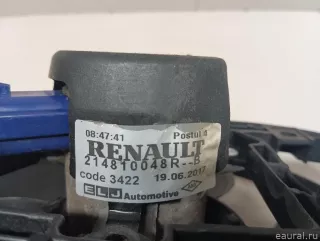 08:47:41 Postul 4
RENAULT
214810048R--B
code 3422 19.06.2017
ELJ Automotive
eaural.ru